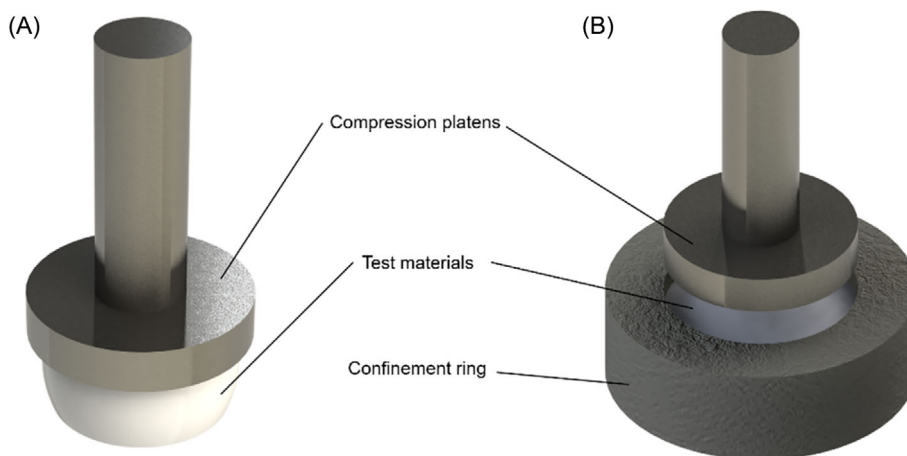 (A)
(B)
Compression platens
Test materials
Confinement ring